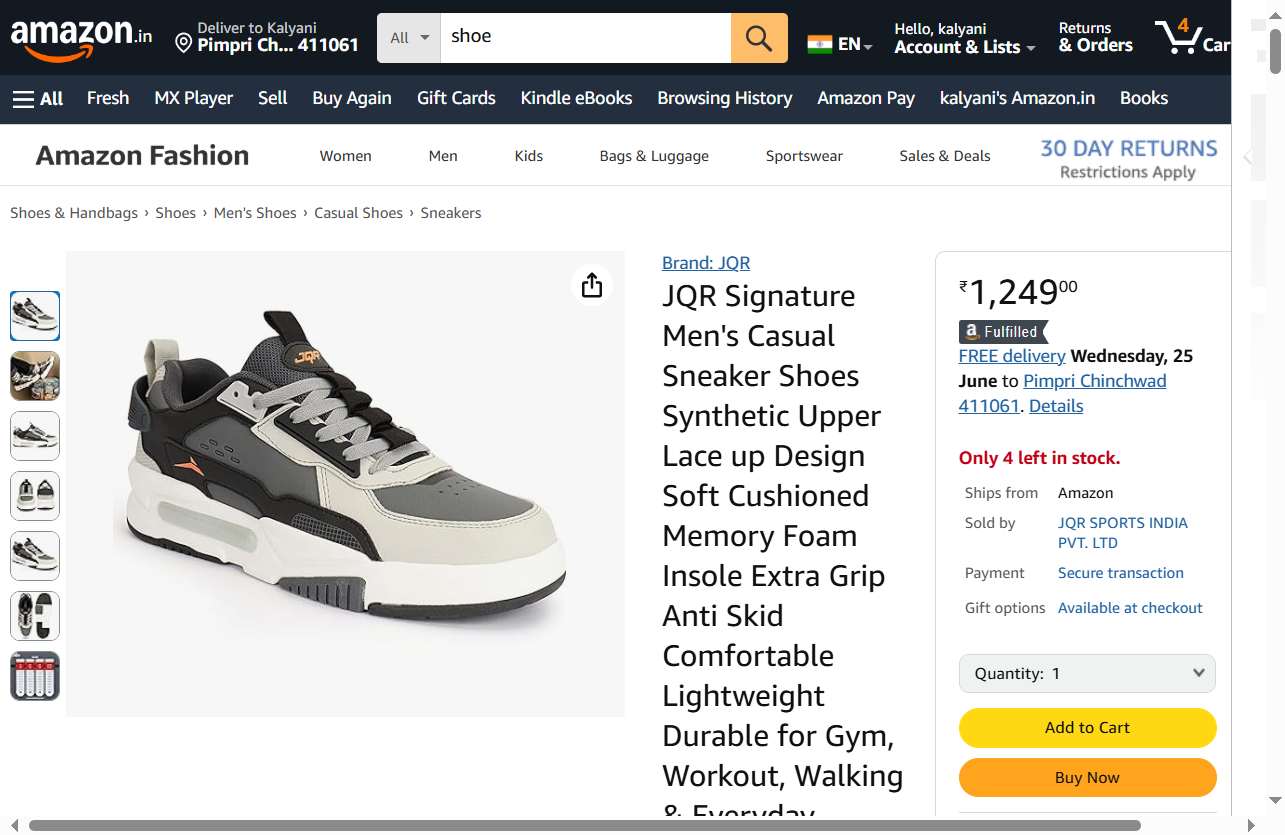 amazon.in
Deliver to Kalyani
Pimpri Ch... 411061
All
shoe
EN
Hello, kalyani
Account & Lists
Returns
& Orders
4
Car
All
Fresh
MX Player
Sell
Buy Again
Gift Cards
Kindle eBooks
Browsing History
Amazon Pay
kalyani's Amazon.in
Books
Amazon Fashion
Women
Men
Kids
Bags & Luggage
Sportswear
Sales & Deals
30 DAY RETURNS
Restrictions Apply
Shoes & Handbags › Shoes › Men's Shoes › Casual Shoes › Sneakers
JQR
Brand: JQR
JQR Signature
Men's Casual
Sneaker Shoes
Synthetic Upper
Lace up Design
Soft Cushioned
Memory Foam
Insole Extra Grip
Anti Skid
Comfortable
Lightweight
Durable for Gym,
Workout, Walking
& Everyday
₹1,24900
a Fulfilled
FREE delivery Wednesday, 25
June to Pimpri Chinchwad
411061. Details
Only 4 left in stock.
Ships from Amazon
Sold by JQR SPORTS INDIA
PVT. LTD
Payment Secure transaction
Gift options Available at checkout
Quantity: 1
Add to Cart
Buy Now